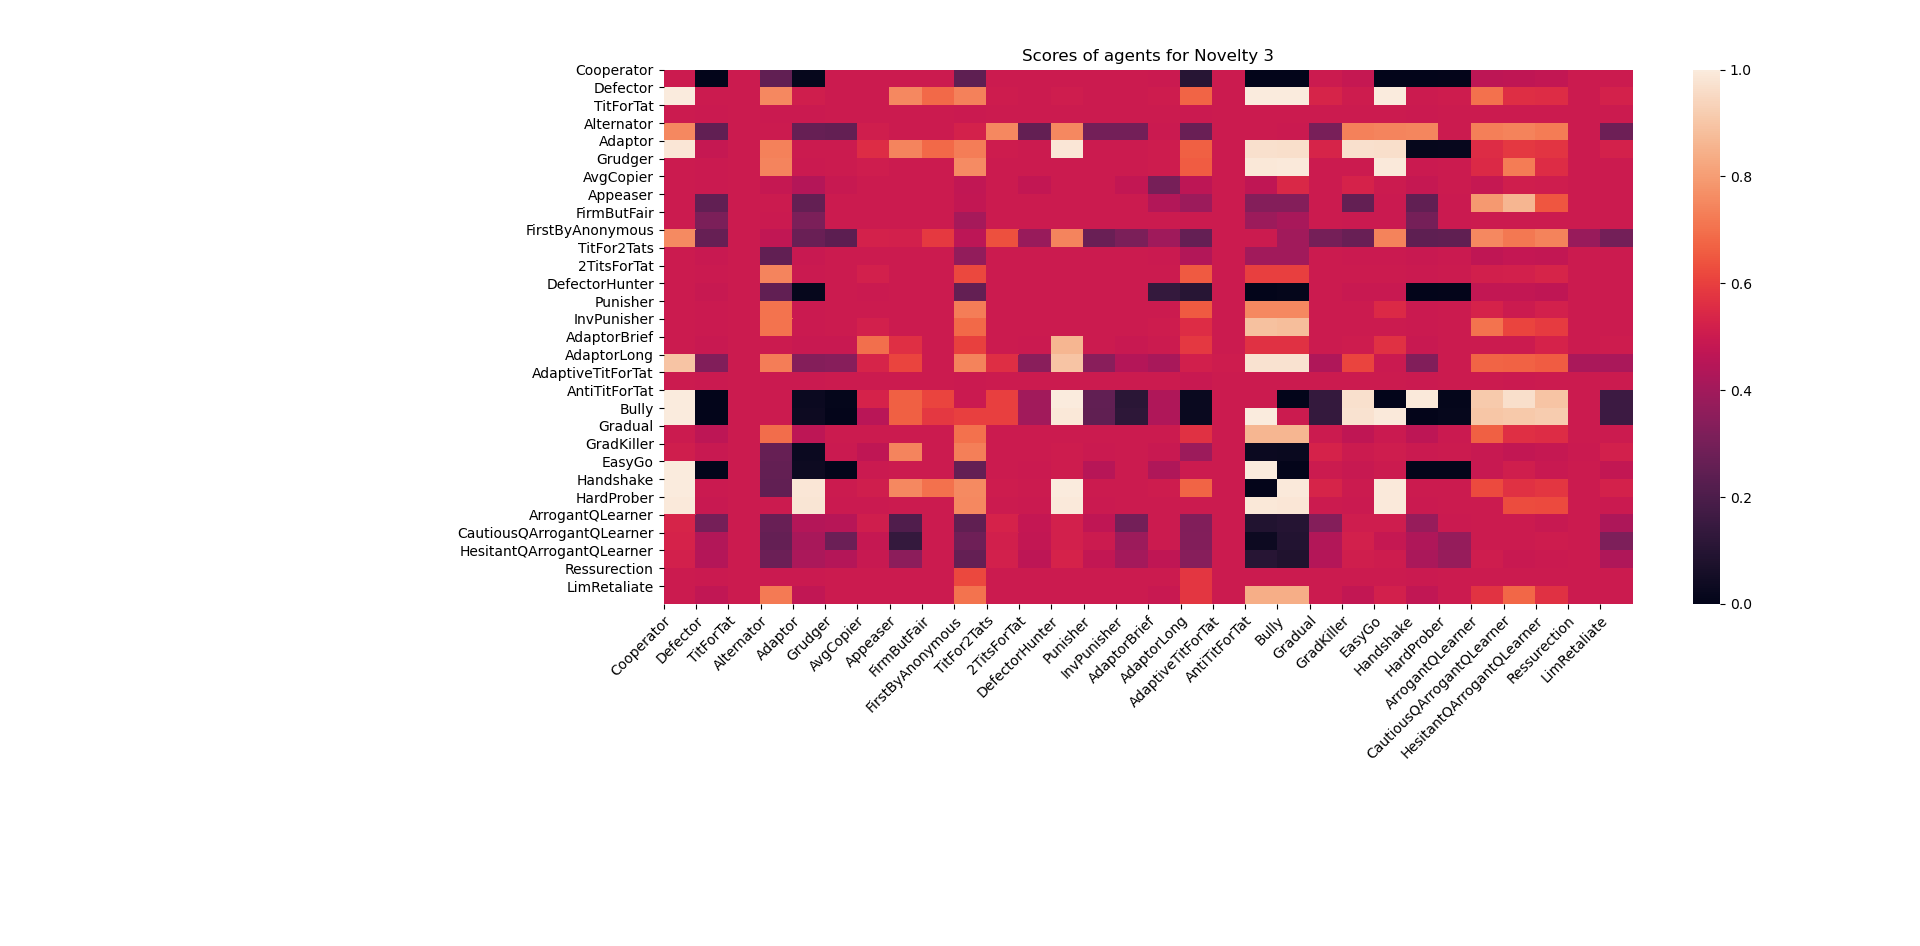 Scores of agents for Novelty 3
Cooperator
Defector
TitForTat
Alternator
Adaptor
Grudger
AvgCopier
Appeaser
FirmButFair
FirstByAnonymous
TitFor2Tats
2TitsForTat
DefectorHunter
Punisher
InvPunisher
AdaptorBrief
AdaptorLong
AdaptiveTitForTat
AntiTitForTat
Bully
Gradual
GradKiller
EasyGo
Handshake
HardProber
ArrogantQLearner
CautiousQArrogantQLearner
HesitantQArrogantQLearner
Ressurection
LimRetaliate
Cooperator
Defector
TitForTat
Alternator
Adaptor
Grudger
AvgCopier
Appeaser
FirmButFair
FirstByAnonymous
TitFor2Tats
2TitsForTat
DefectorHunter
Punisher
InvPunisher
AdaptorBrief
AdaptorLong
AdaptiveTitForTat
AntiTitForTat
Bully
Gradual
GradKiller
EasyGo
Handshake
HardProber
ArrogantQLearner
CautiousQArrogantQLearner
HesitantQArrogantQLearner
Ressurection
LimRetaliate
1.0
0.8
0.6
0.4
0.2
0.0